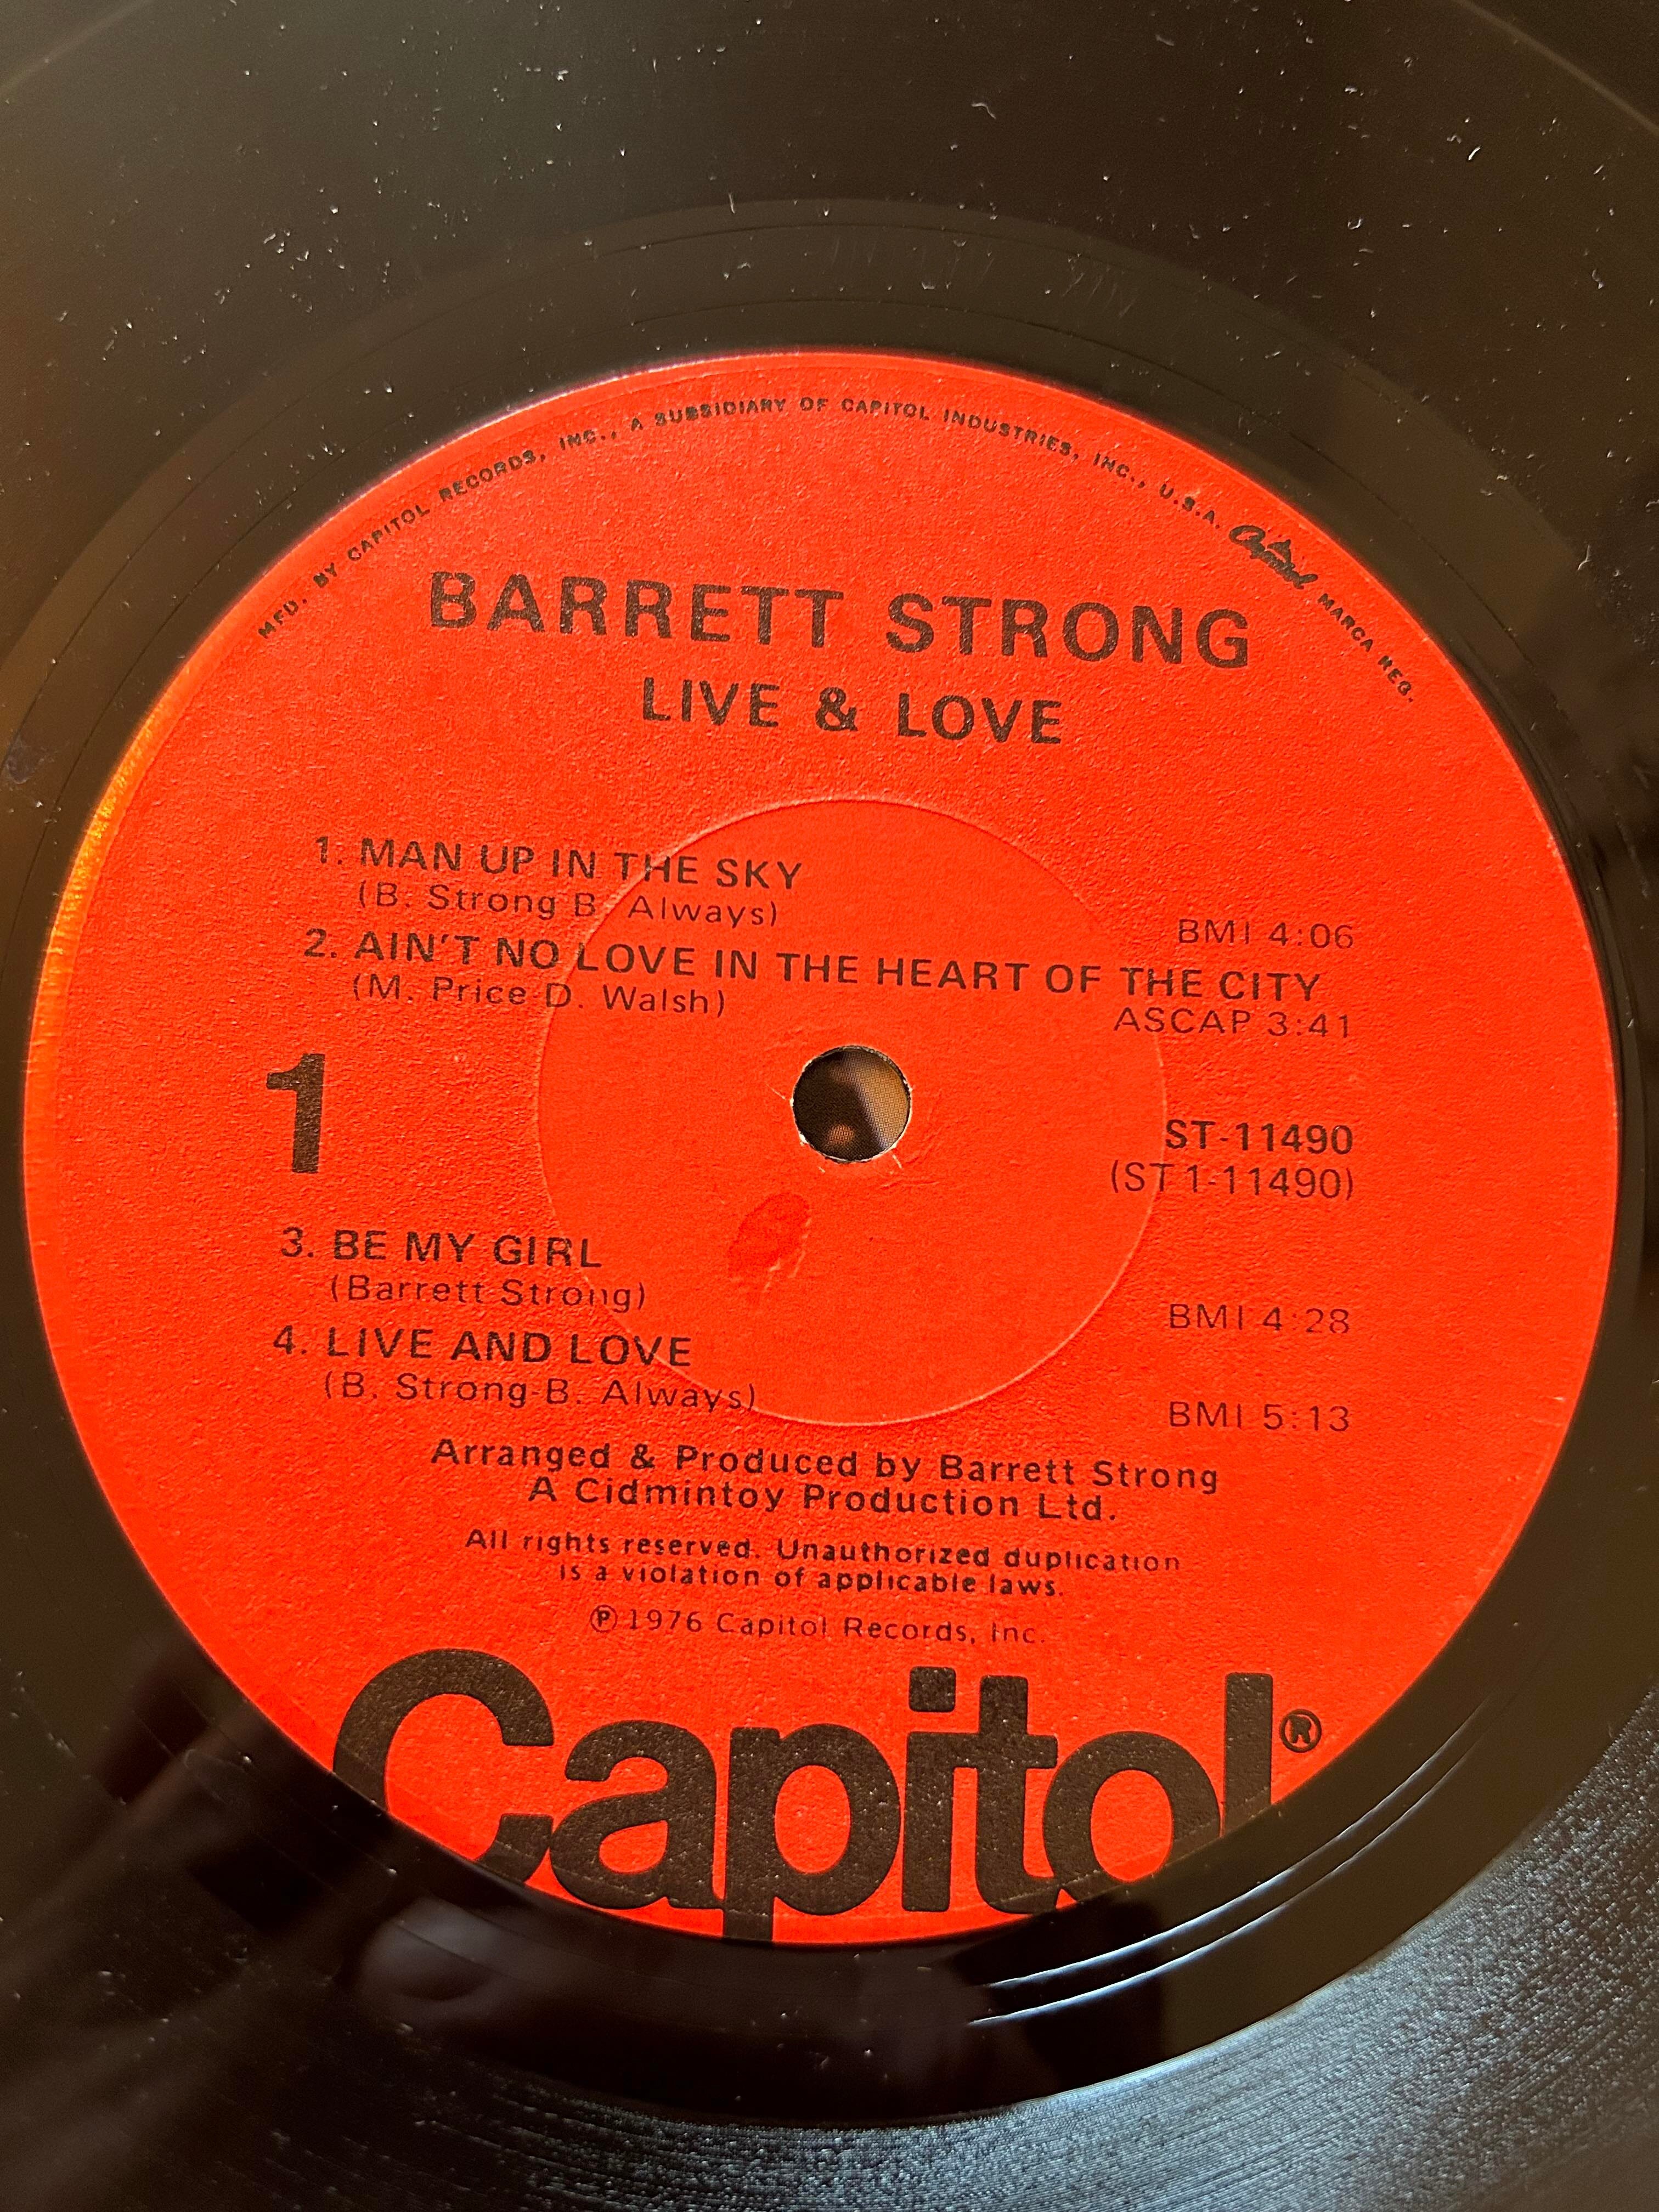 MFD. BY CAPITOL RECORDS, INC., A SUBSIDIARY OF CAPITOL INDUSTRIES, INC., U.S.A. Capitol MARCA REG.
BARRETT STRONG
LIVE & LOVE
1. MAN UP IN THE SKY
(B. Strong B. Always)
BMI 4:06
2. AIN'T NO LOVE IN THE HEART OF THE CITY
(M. Price-D. Walsh)
ASCAP 3:41
1
ST-11490
(ST 1-11490)
3. BE MY GIRL
(Barrett Strong)
BMI 4:28
4. LIVE AND LOVE
(B. Strong-B. Always)
BMI 5:13
Arranged & Produced by Barrett Strong
A Cidmintoy Production Ltd.
All rights reserved. Unauthorized duplication
is a violation of applicable laws.
Ⓟ 1976 Capitol Records, Inc.
Capitol®